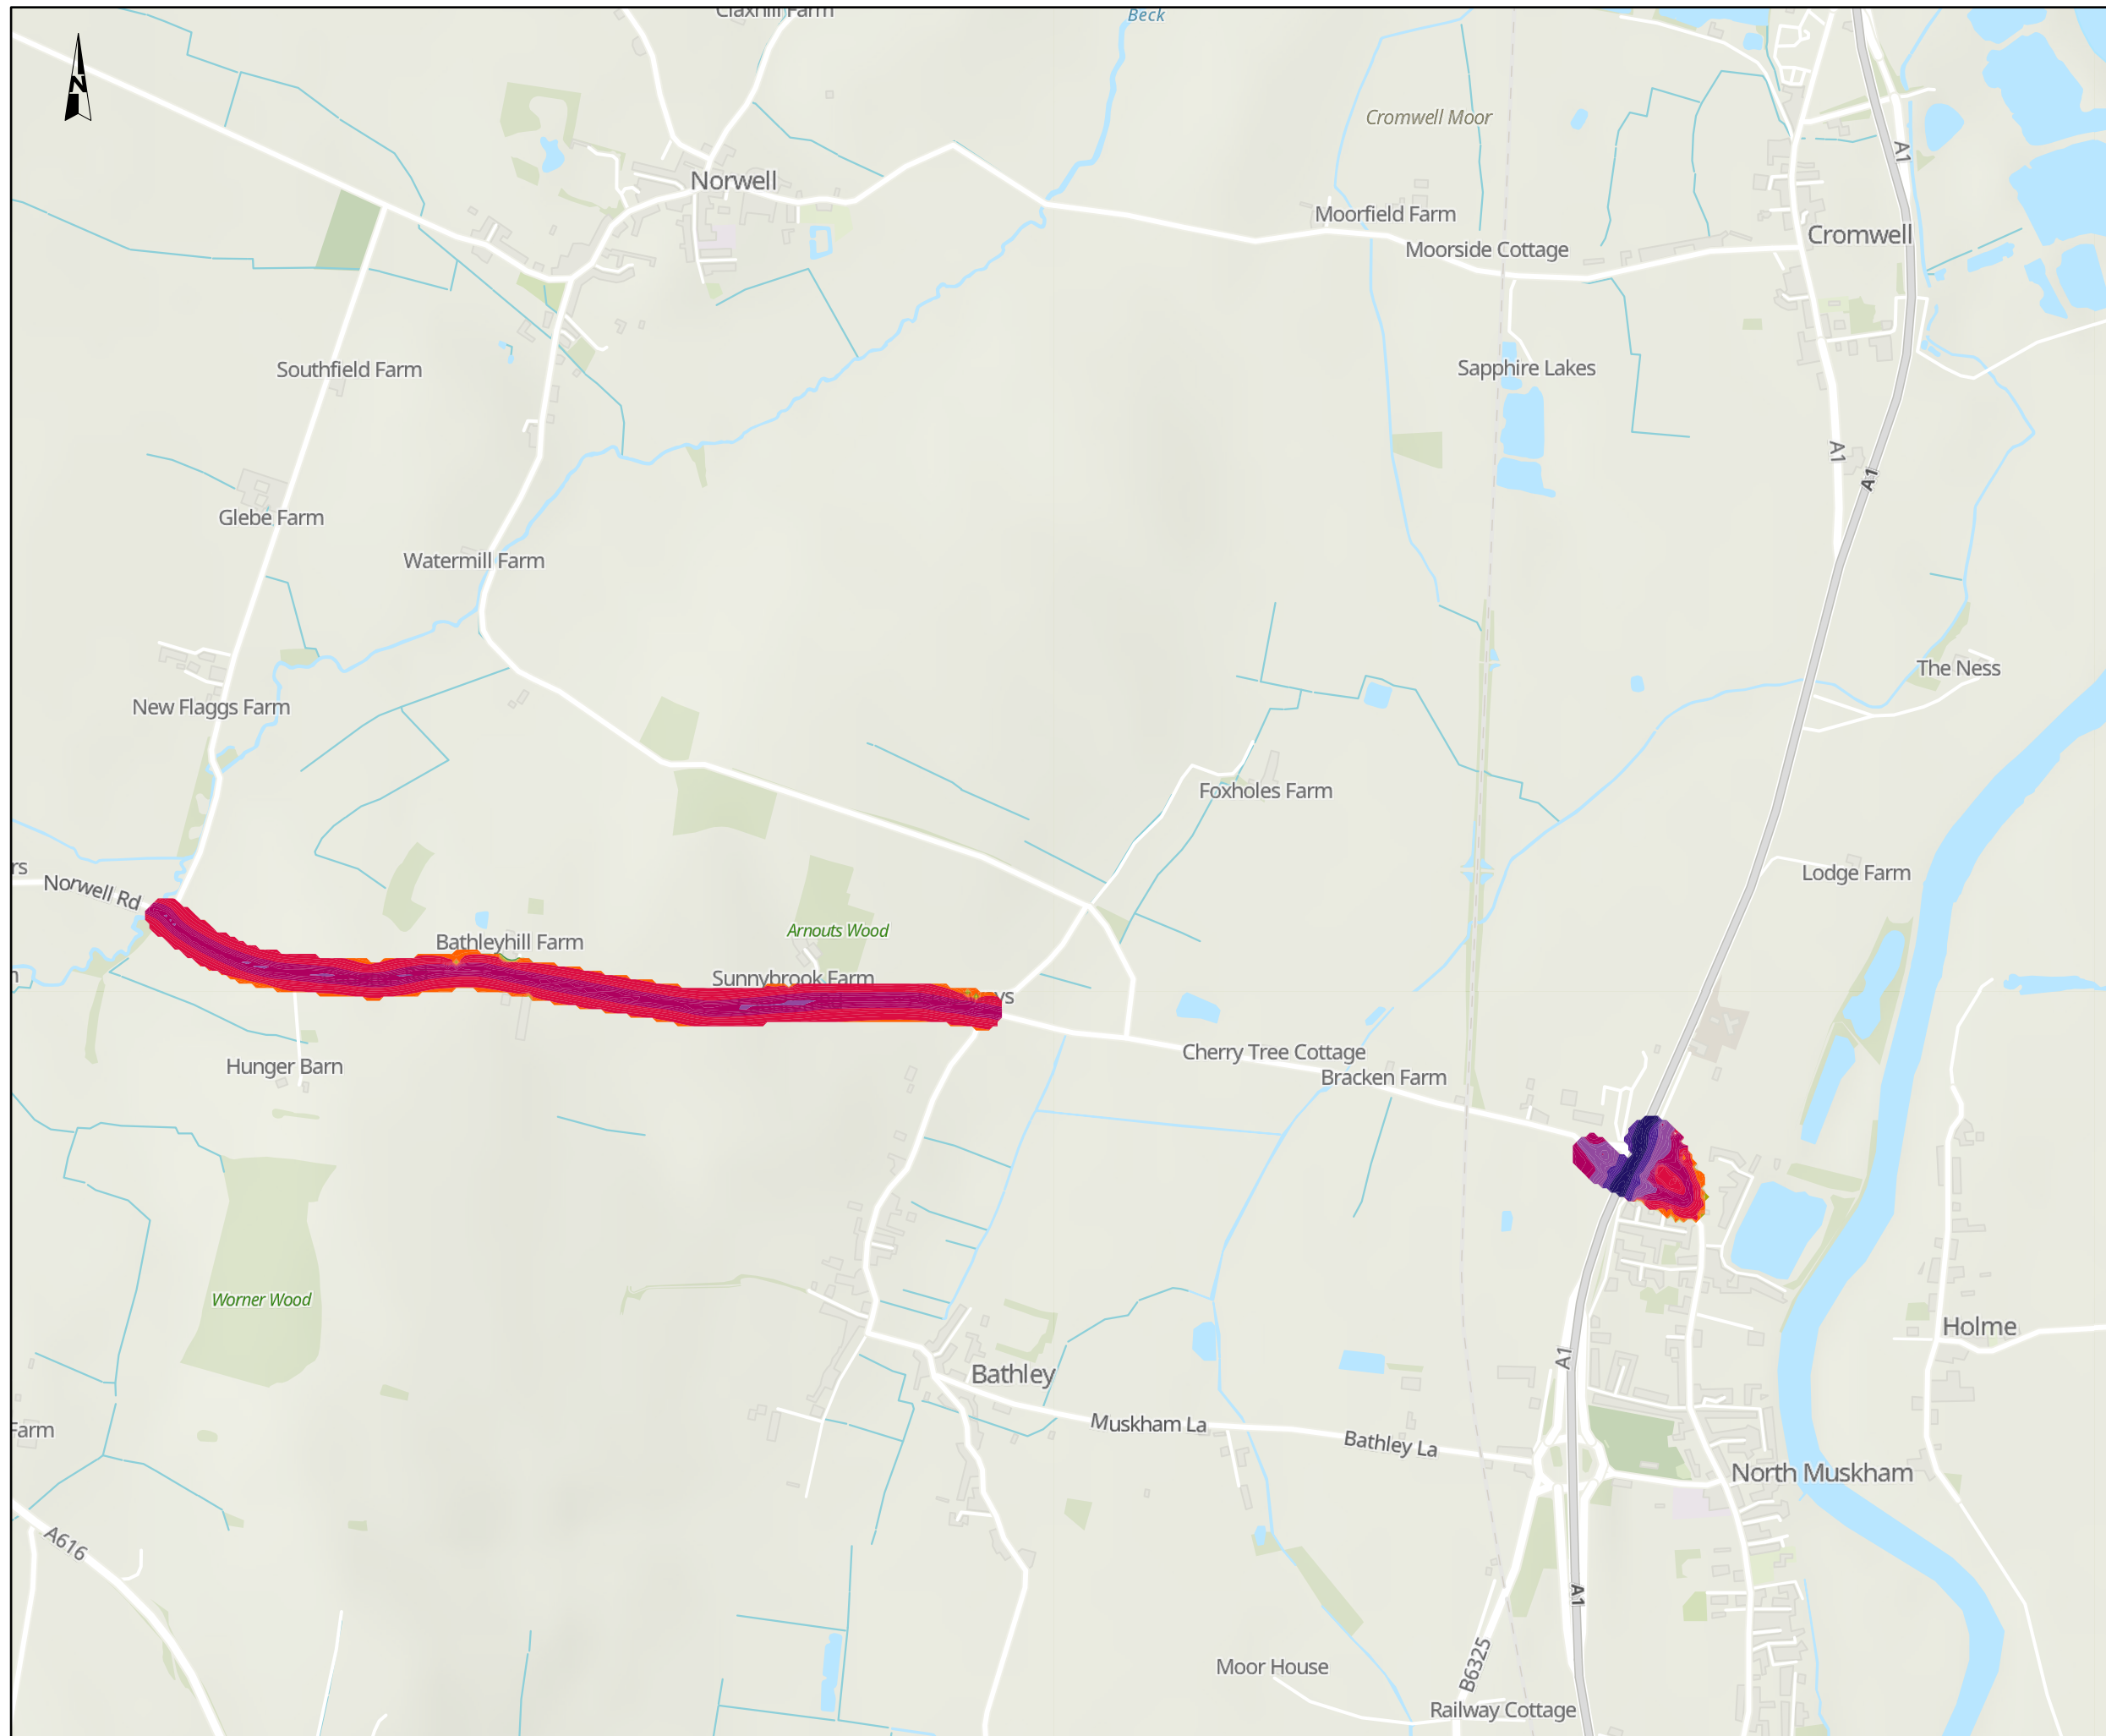 Claxhill Farm
Beck
N
Cromwell Moor
A1
Norwell
Moorfield Farm
Cromwell
Moorside Cottage
Southfield Farm
Sapphire Lakes
A1
A1
Glebe Farm
Watermill Farm
The Ness
New Flaggs Farm
Foxholes Farm
rs
Norwell Rd
Lodge Farm
Arnouts Wood
Bathleyhill Farm
Sunnybrook Farm
ys
Cherry Tree Cottage
Hunger Barn
Bracken Farm
Worner Wood
Holme
A1
Bathley
Muskham La
Farm
Bathley La
North Muskham
A616
A1
B6325
Moor House
Railway Cottage